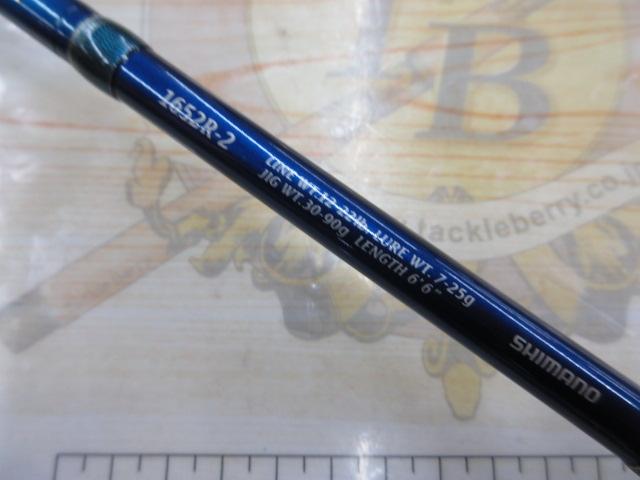 B
tackleberry.co.j
1652R-2
LINE WT.12-22lb. LURE WT. 7-25g
JIG WT.30-90g LENGTH 6'6"
SHIMANO